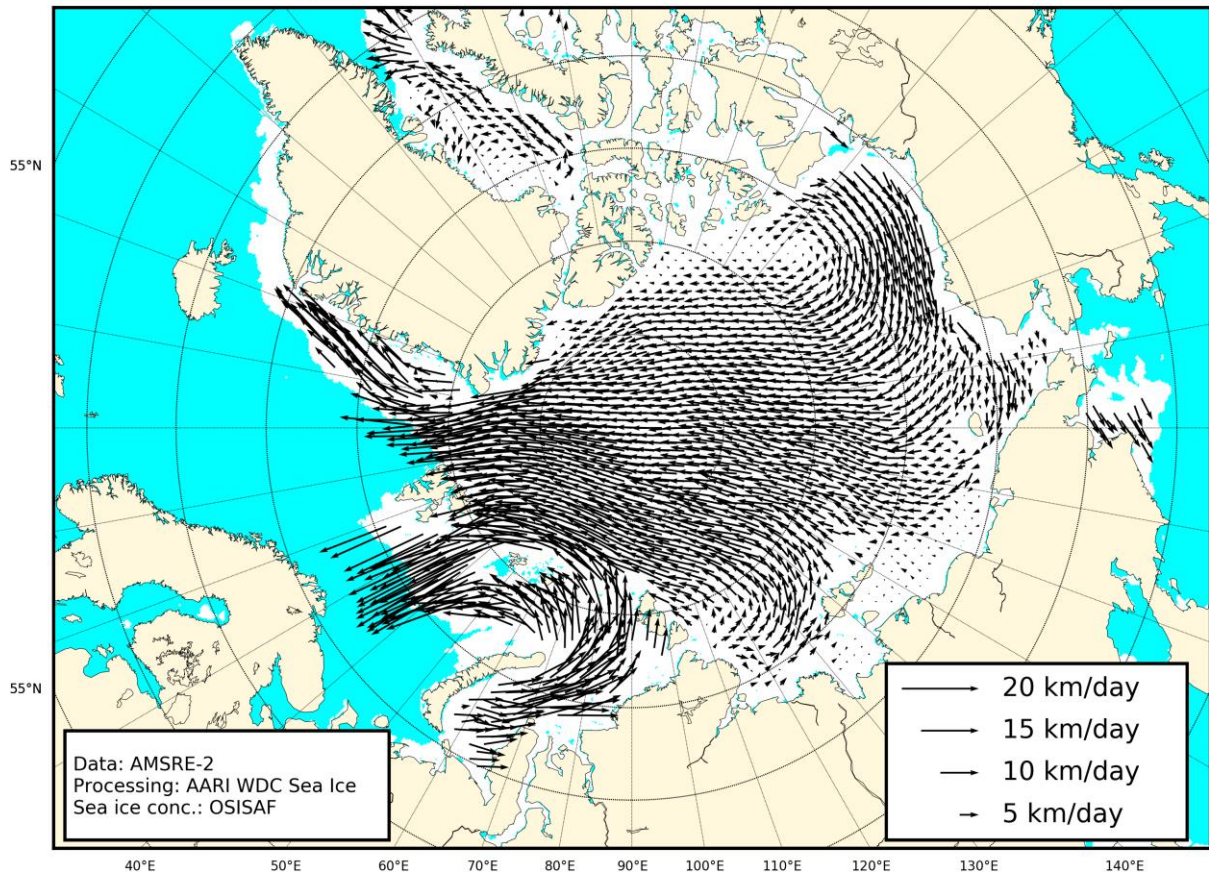 55°N
55°N
Data: AMSRE-2
Processing: AARI WDC Sea Ice
Sea ice conc.: OSISAF
20 km/day
15 km/day
10 km/day
5 km/day
40°E 50°E 60°E 70°E 80°E 90°E 100°E 110°E 120°E 130°E 140°E